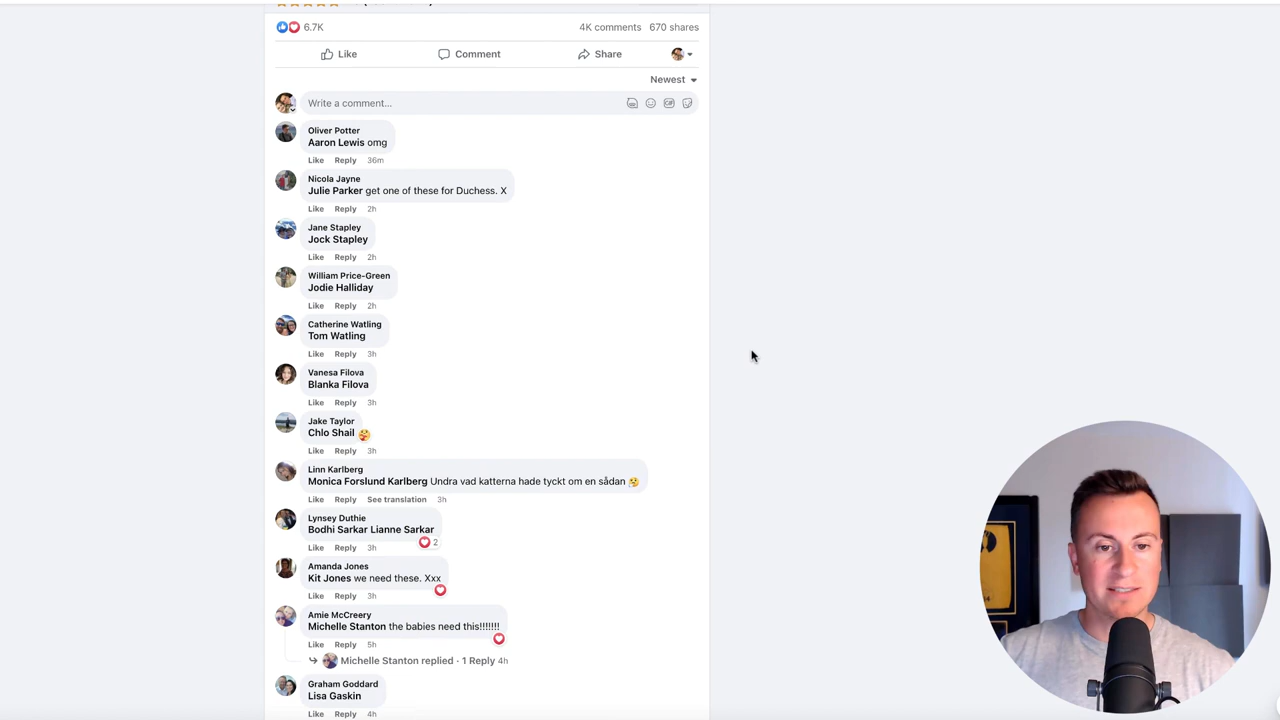 6.7K
4K comments 670 shares
Like Comment Share
Newest
Write a comment...
Oliver Potter
Aaron Lewis omg
Like Reply 36m
Nicola Jayne
Julie Parker get one of these for Duchess. X
Like Reply 2h
Jane Stapley
Jock Stapley
Like Reply 2h
William Price-Green
Jodie Halliday
Like Reply 2h
Catherine Watling
Tom Watling
Like Reply 3h
Vanesa Filova
Blanka Filova
Like Reply 3h
Jake Taylor
Chlo Shail 🥰
Like Reply 3h
Linn Karlberg
Monica Forslund Karlberg Undra vad katterna hade tyckt om en sådan 🤔
Like Reply See translation 3h
Lynsey Duthie
Bodhi Sarkar Lianne Sarkar
2
Like Reply 3h
Amanda Jones
Kit Jones we need these. Xxx
Like Reply 3h
Amie McCreery
Michelle Stanton the babies need this!!!!!!!
Like Reply 5h
Michelle Stanton replied · 1 Reply 4h
Graham Goddard
Lisa Gaskin
Like Reply 4h